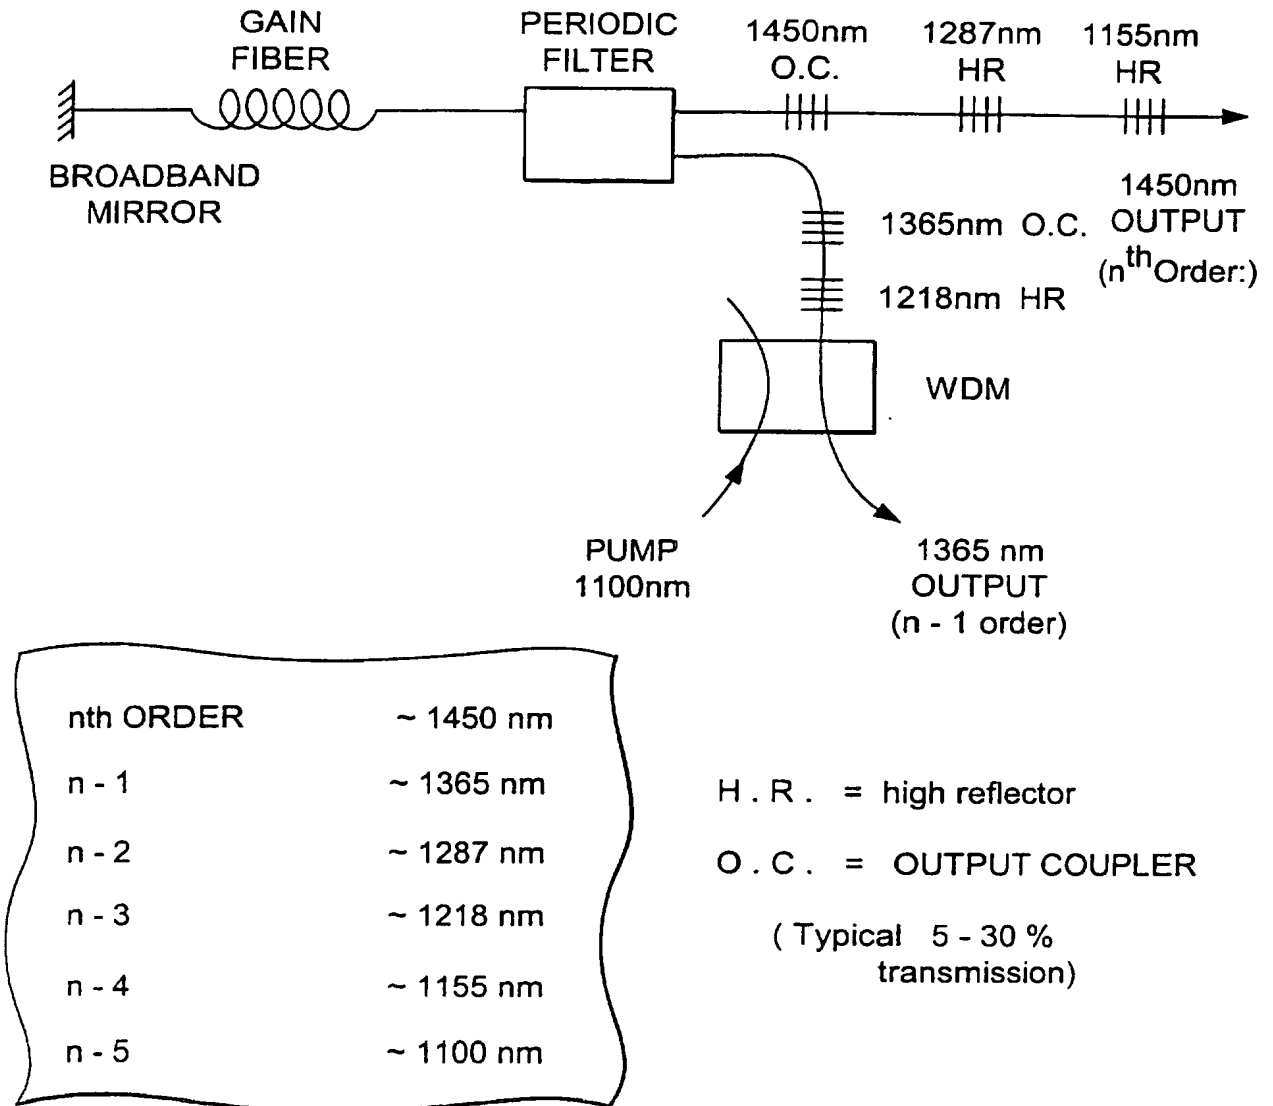 GAIN
FIBER
PERIODIC
FILTER
1450nm
O.C.
1287nm
HR
1155nm
HR
BROADBAND
MIRROR
1450nm
OUTPUT
(nth Order:)
1365nm O.C.
1218nm HR
WDM
PUMP
1100nm
1365 nm
OUTPUT
(n - 1 order)
nth ORDER ~ 1450 nm
n - 1 ~ 1365 nm
n - 2 ~ 1287 nm
n - 3 ~ 1218 nm
n - 4 ~ 1155 nm
n - 5 ~ 1100 nm
H . R . = high reflector
O . C . = OUTPUT COUPLER
( Typical 5 - 30 %
transmission)